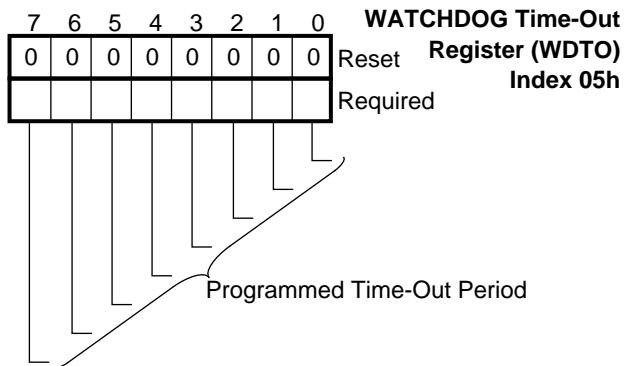 7 6 5 4 3 2 1 0
WATCHDOG Time-Out
Register (WDTO)
Index 05h
0 0 0 0 0 0 0 0 Reset
Required
Programmed Time-Out Period